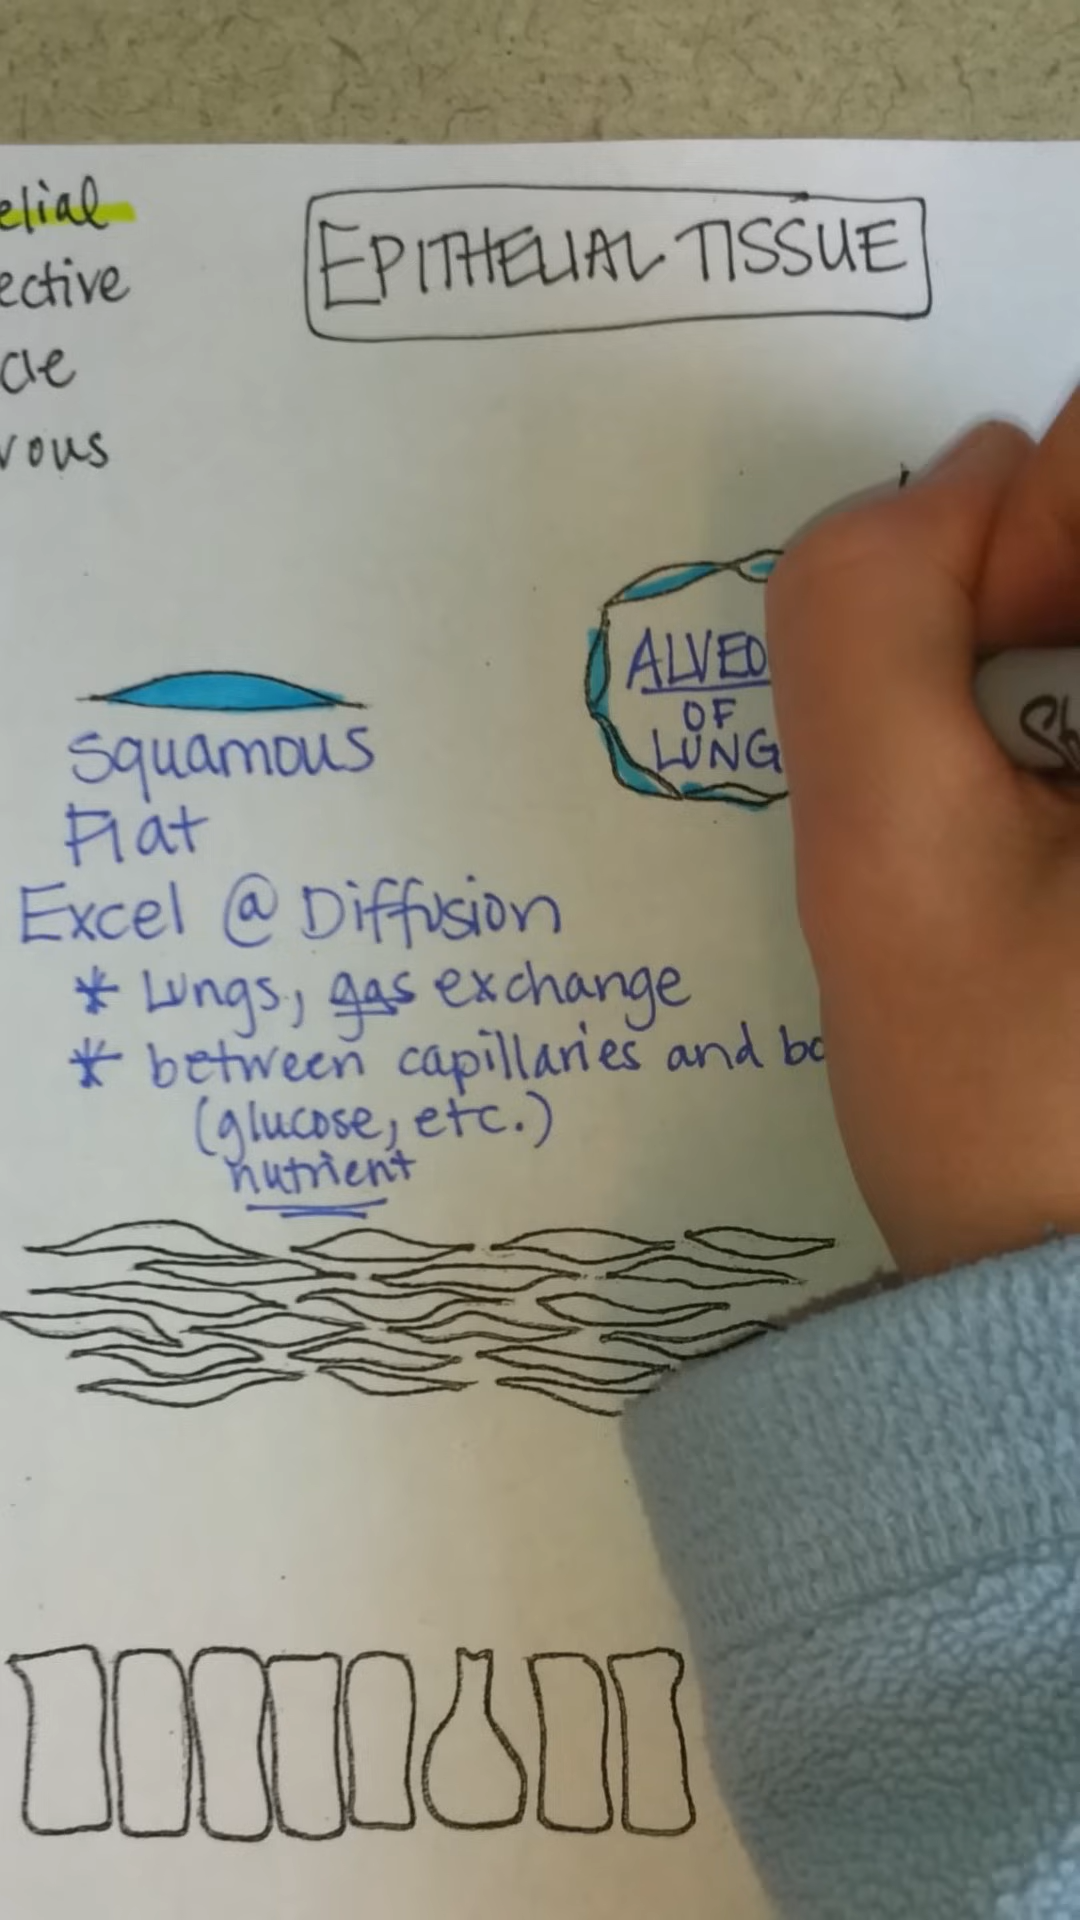 elial
ective
cle
vous
EPITHELIAL TISSUE
ALVEO
OF
LUNG
Squamous
Flat
Excel @ Diffusion
* Lungs, gas exchange
* between capillaries and bo
(glucose, etc.)
nutrient
Sh